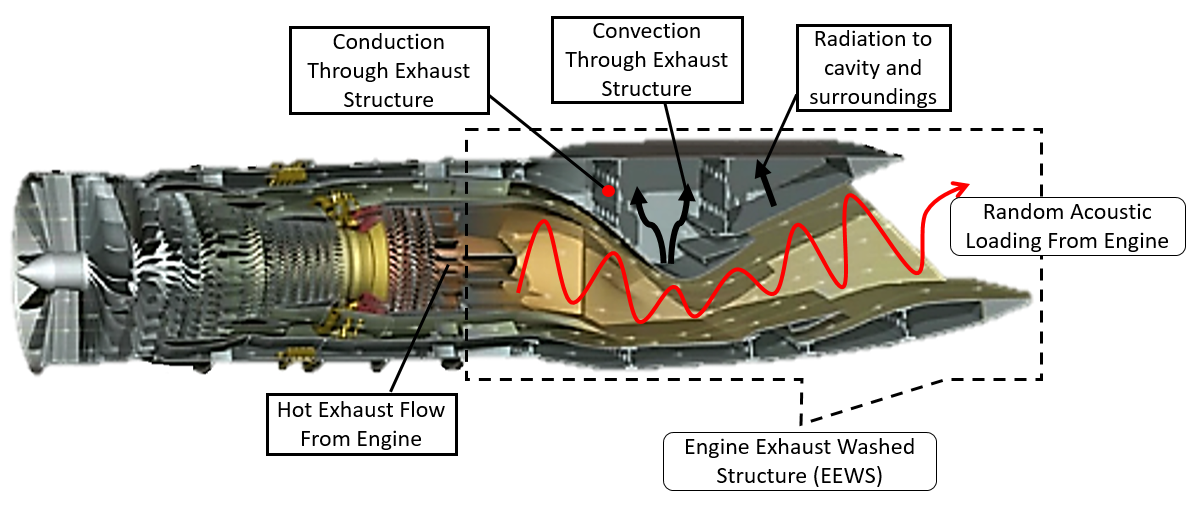 Conduction
Through Exhaust
Structure
Convection
Through Exhaust
Structure
Radiation to
cavity and
surroundings
Random Acoustic
Loading From Engine
Hot Exhaust Flow
From Engine
Engine Exhaust Washed
Structure (EEWS)